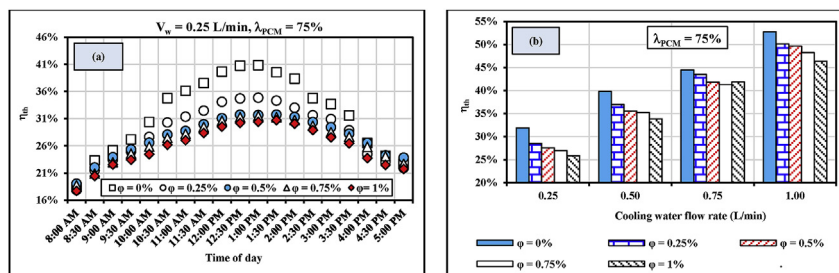 V_w = 0.25 L/min, λ_PCM = 75%
(a)
46%
41%
36%
31%
26%
21%
16%
η_th
φ = 0% φ = 0.25% φ = 0.5% φ = 0.75% φ = 1%
8:00 AM
8:30 AM
9:00 AM
9:30 AM
10:00 AM
10:30 AM
11:00 AM
11:30 AM
12:00 PM
12:30 PM
1:00 PM
1:30 PM
2:00 PM
2:30 PM
3:00 PM
3:30 PM
4:00 PM
4:30 PM
5:00 PM
Time of day
(b)
λ_PCM = 75%
55%
50%
45%
40%
35%
30%
25%
20%
η_th
0.25 0.50 0.75 1.00
Cooling water flow rate (L/min)
φ = 0% φ = 0.25% φ = 0.5%
φ = 0.75% φ = 1%